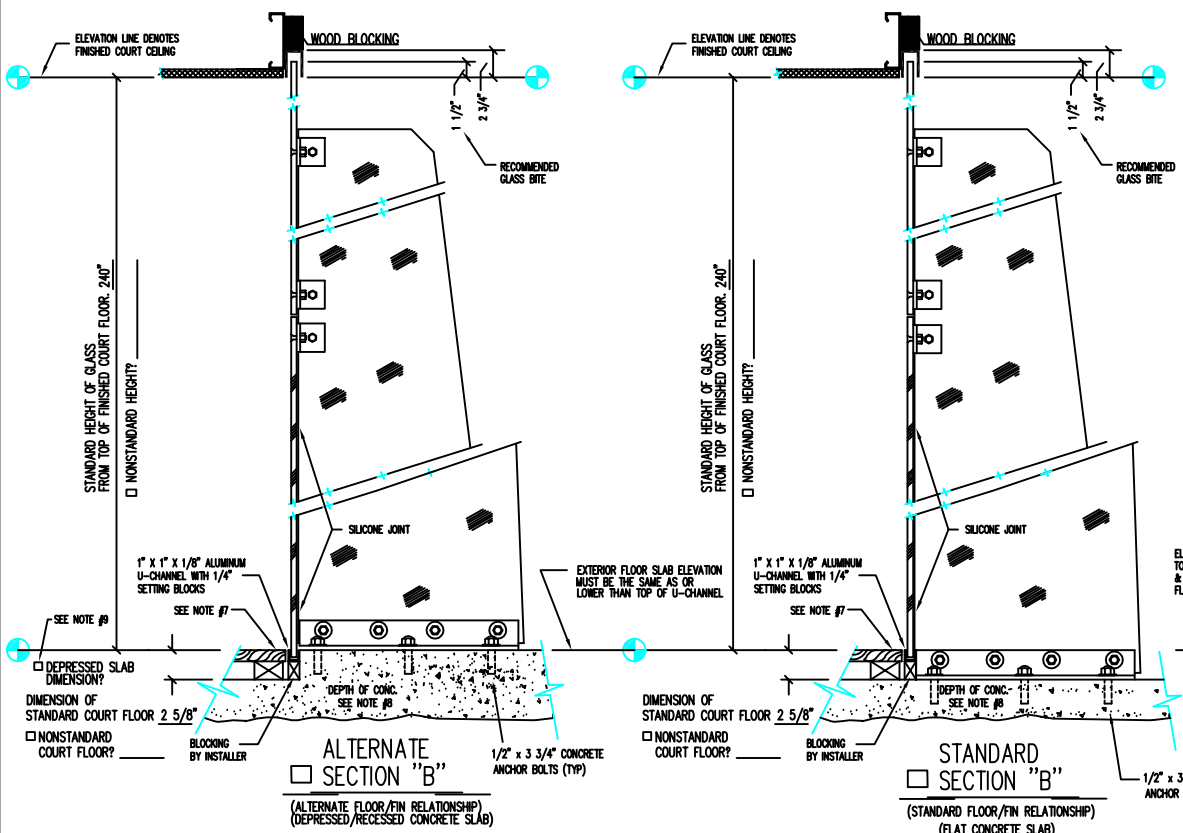 ELEVATION LINE DENOTES
FINISHED COURT CEILING
WOOD BLOCKING
1 1/2"
2 3/4"
RECOMMENDED
GLASS BITE
STANDARD HEIGHT OF GLASS
FROM TOP OF FINISHED COURT FLOOR. 240"
NONSTANDARD HEIGHT?
SILICONE JOINT
1" X 1" X 1/8" ALUMINUM
U-CHANNEL WITH 1/4"
SETTING BLOCKS
SEE NOTE #7
SEE NOTE #9
EXTERIOR FLOOR SLAB ELEVATION
MUST BE THE SAME AS OR
LOWER THAN TOP OF U-CHANNEL
DEPRESSED SLAB
DIMENSION?
DIMENSION OF
STANDARD COURT FLOOR 2 5/8"
NONSTANDARD
COURT FLOOR?
DEPTH OF CONC.
SEE NOTE #8
BLOCKING
BY INSTALLER
1/2" x 3 3/4" CONCRETE
ANCHOR BOLTS (TYP)
ALTERNATE
SECTION "B"
(ALTERNATE FLOOR/FIN RELATIONSHIP)
(DEPRESSED/RECESSED CONCRETE SLAB)
ELEVATION LINE DENOTES
FINISHED COURT CEILING
WOOD BLOCKING
1 1/2"
2 3/4"
RECOMMENDED
GLASS BITE
STANDARD HEIGHT OF GLASS
FROM TOP OF FINISHED COURT FLOOR. 240"
NONSTANDARD HEIGHT?
SILICONE JOINT
1" X 1" X 1/8" ALUMINUM
U-CHANNEL WITH 1/4"
SETTING BLOCKS
SEE NOTE #7
DIMENSION OF
STANDARD COURT FLOOR 2 5/8"
NONSTANDARD
COURT FLOOR?
DEPTH OF CONC.
SEE NOTE #8
BLOCKING
BY INSTALLER
1/2" x 3
ANCHOR
STANDARD
SECTION "B"
(STANDARD FLOOR/FIN RELATIONSHIP)
(FLAT CONCRETE SLAB)